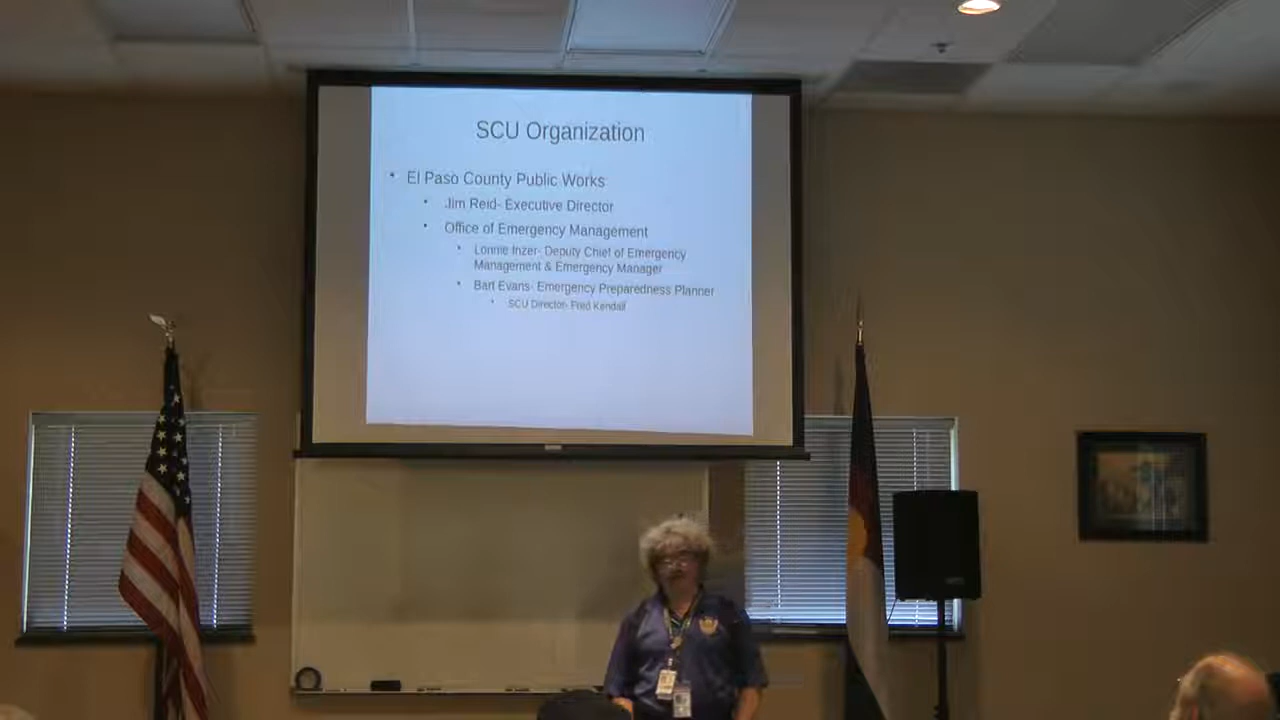 SCU Organization
• El Paso County Public Works
• Jim Reid- Executive Director
• Office of Emergency Management
• Lonnie Inzer- Deputy Chief of Emergency
Management & Emergency Manager
• Bart Evans- Emergency Preparedness Planner
• SCU Director- Fred Kendall